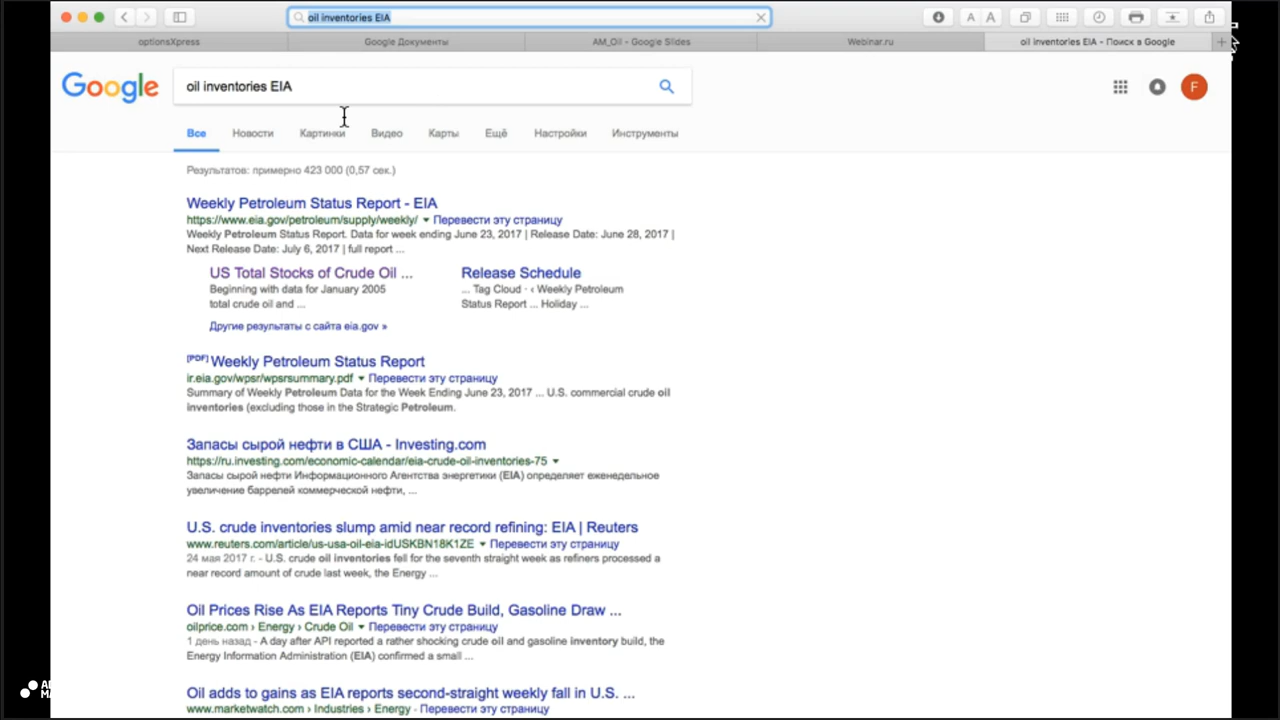 oil inventories EIA
A A
optionsXpress
Google Документы
AM_Oil - Google Slides
Webinar.ru
oil inventories EIA - Поиск в Google
Google
oil inventories EIA
F
Все
Новости
Картинки
Видео
Карты
Ещё
Настройки
Инструменты
Результатов: примерно 423 000 (0,57 сек.)
Weekly Petroleum Status Report - EIA
https://www.eia.gov/petroleum/supply/weekly/ Перевести эту страницу
Weekly Petroleum Status Report. Data for week ending June 23, 2017 | Release Date: June 28, 2017 |
Next Release Date: July 6, 2017 | full report ...
US Total Stocks of Crude Oil ...
Beginning with data for January 2005
total crude oil and ...
Release Schedule
... Tag Cloud · ‹ Weekly Petroleum
Status Report ... Holiday ...
Другие результаты с сайта eia.gov »
[PDF] Weekly Petroleum Status Report
ir.eia.gov/wpsr/wpsrsummary.pdf Перевести эту страницу
Summary of Weekly Petroleum Data for the Week Ending June 23, 2017 ... U.S. commercial crude oil
inventories (excluding those in the Strategic Petroleum.
Запасы сырой нефти в США - Investing.com
https://ru.investing.com/economic-calendar/eia-crude-oil-inventories-75
Запасы сырой нефти Информационного Агентства энергетики (EIA) определяет еженедельное
увеличение баррелей коммерческой нефти, ...
U.S. crude inventories slump amid near record refining: EIA | Reuters
www.reuters.com/article/us-usa-oil-eia-idUSKBN18K1ZE Перевести эту страницу
24 мая 2017 г. - U.S. crude oil inventories fell for the seventh straight week as refiners processed a
near record amount of crude last week, the Energy ...
Oil Prices Rise As EIA Reports Tiny Crude Build, Gasoline Draw ...
oilprice.com › Energy › Crude Oil Перевести эту страницу
1 день назад - A day after API reported a rather shocking crude oil and gasoline inventory build, the
Energy Information Administration (EIA) confirmed a small ...
Oil adds to gains as EIA reports second-straight weekly fall in U.S. ...
www.marketwatch.com › Industries › Energy - Перевести эту страницу